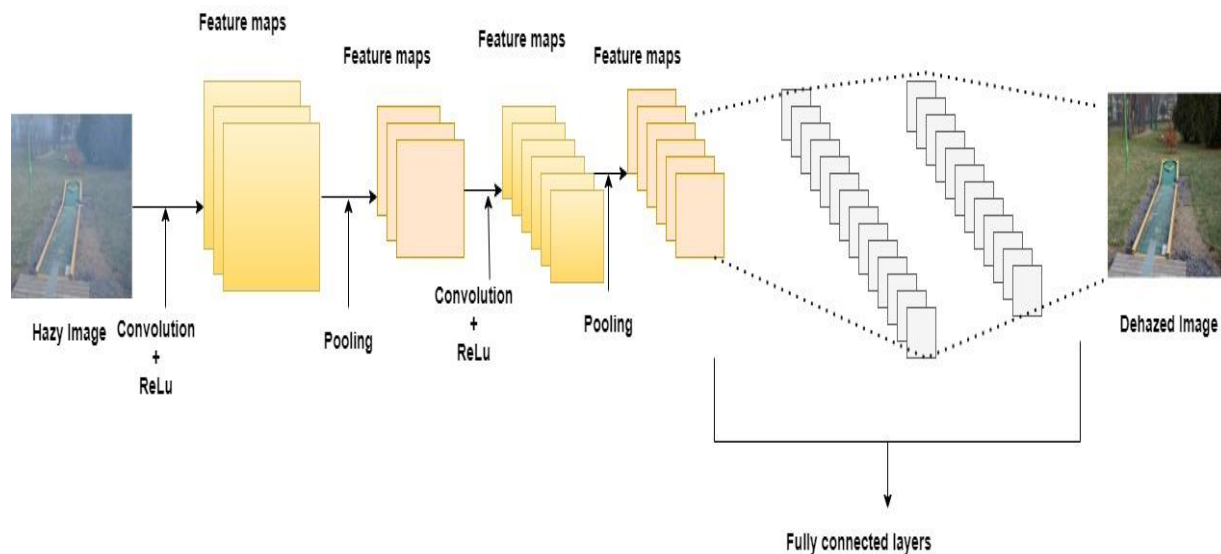 Feature maps
Feature maps
Feature maps
Feature maps
Hazy Image
Convolution
+
ReLu
Pooling
Convolution
+
ReLu
Pooling
Dehazed Image
Fully connected layers